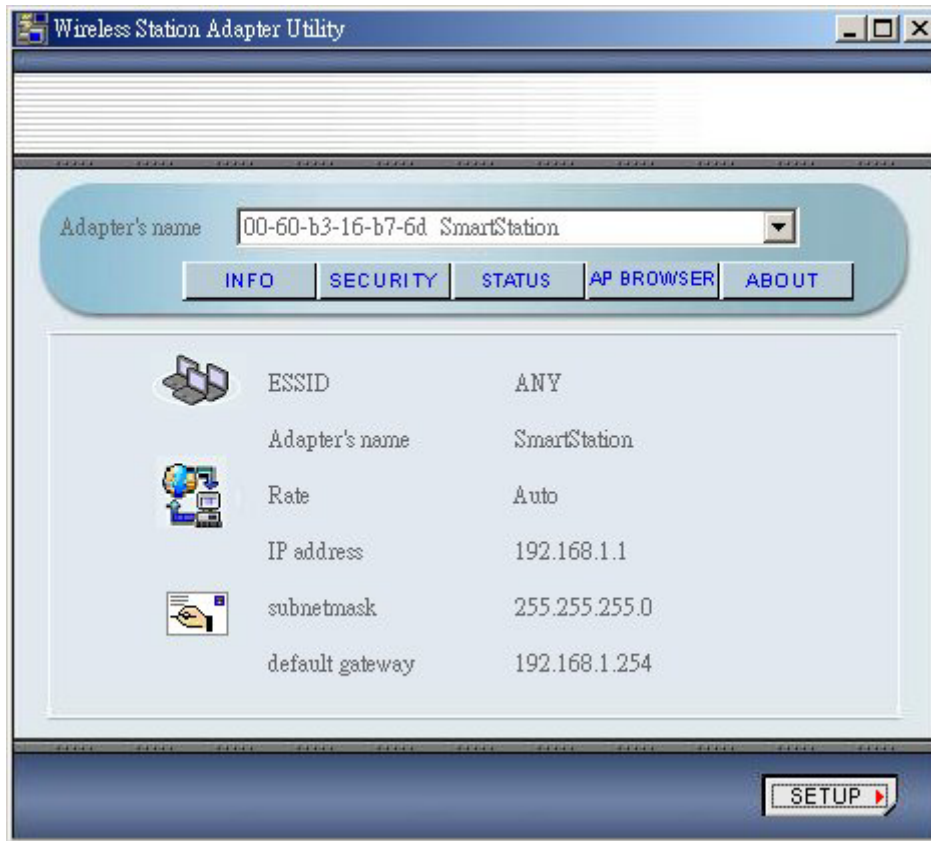 Wireless Station Adapter Utility
Adapter's name 00-60-b3-16-b7-6d SmartStation
INFO SECURITY STATUS AP BROWSER ABOUT
ESSID ANY
Adapter's name SmartStation
Rate Auto
IP address 192.168.1.1
subnetmask 255.255.255.0
default gateway 192.168.1.254
SETUP